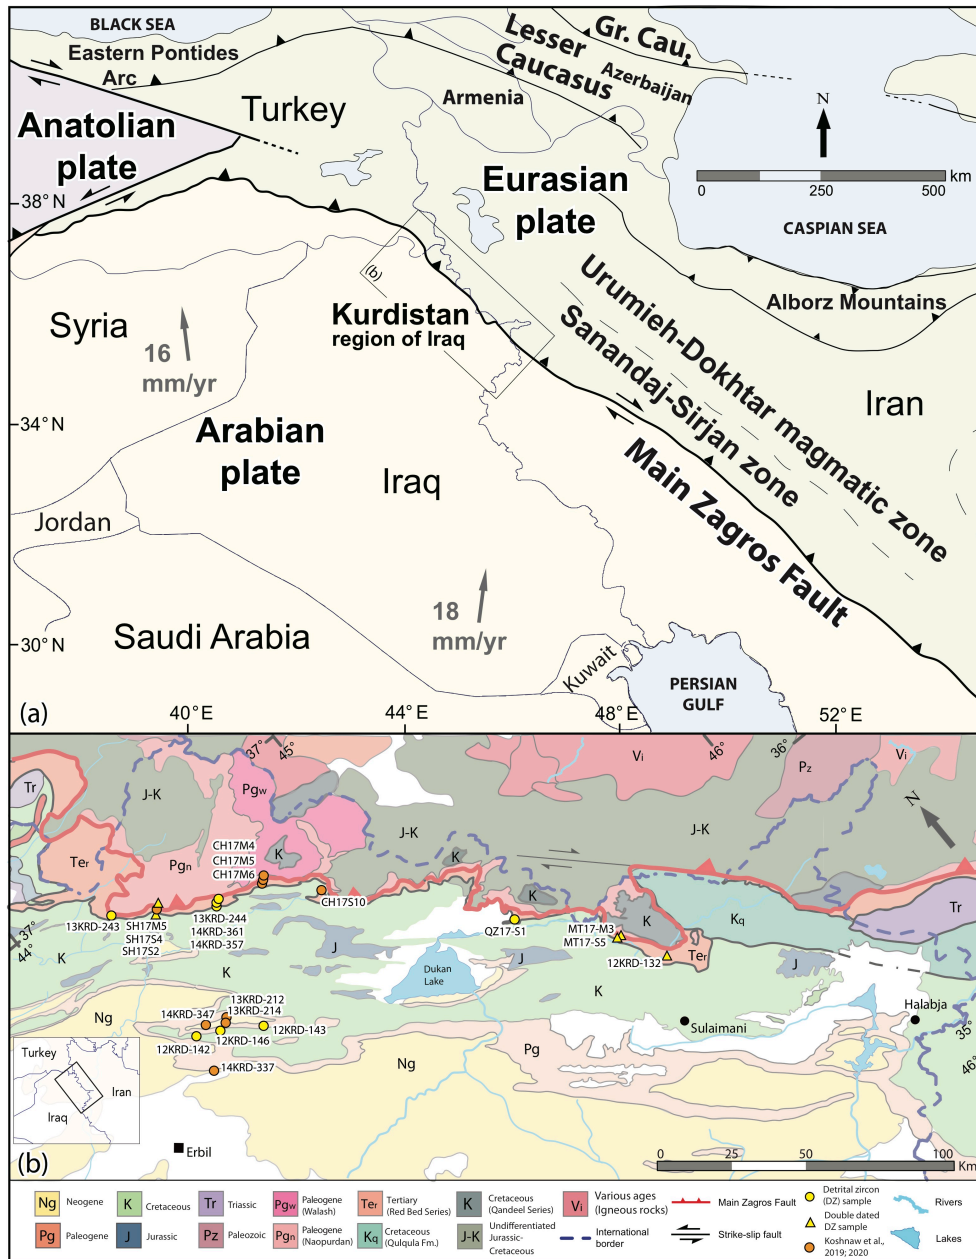 BLACK SEA
Eastern Pontides
Arc
Lesser
Caucasus
Gr. Cau.
Azerbaijan
Armenia
Turkey
Anatolian
plate
N
km
0
250
500
38° N
Eurasian
plate
CASPIAN SEA
(b)
Syria
16
mm/yr
Kurdistan
region of Iraq
Alborz Mountains
Urumieh-Dokhtar magmatic zone
Sanandaj-Sirjan zone
Iran
34° N
Arabian
plate
Iraq
Main Zagros Fault
Jordan
18
mm/yr
Saudi Arabia
30° N
Kuwait
PERSIAN
GULF
(a)
40° E
44° E
48° E
52° E
37°
45°
46°
36°
Tr
J-K
Pgw
Vi
Pz
Vi
N
J-K
J-K
CH17M4
CH17M5
CH17M6
K
K
Ter
Pgn
K
K
Kq
Tr
CH17S10
13KRD-243
SH17M5
SH17S4
SH17S2
13KRD-244
14KRD-361
14KRD-357
QZ17-S1
MT17-M3
MT17-S5
12KRD-132
Ter
37°
44°
K
K
J
J
J
Dukan
Lake
K
Halabja
Sulaimani
35°
46°
Ng
14KRD-347
13KRD-212
13KRD-214
12KRD-143
12KRD-146
12KRD-142
14KRD-337
Ng
Pg
Turkey
Iran
Iraq
Erbil
(b)
0
25
50
75
100
Km
Ng
Neogene
K
Cretaceous
Tr
Triassic
Pgw
Paleogene
(Walash)
Ter
Tertiary
(Red Bed Series)
K
Cretaceous
(Qandeel Series)
Vi
Various ages
(Igneous rocks)
Main Zagros Fault
Detrital zircon
(DZ) sample
Rivers
Pg
Paleogene
J
Jurassic
Pz
Paleozoic
Pgn
Paleogene
(Naopurdan)
Kq
Cretaceous
(Qulqula Fm.)
J-K
Undifferentiated
Jurassic-
Cretaceous
International
border
Strike-slip fault
Double dated
DZ sample
Koshnaw et al.,
2019; 2020
Lakes